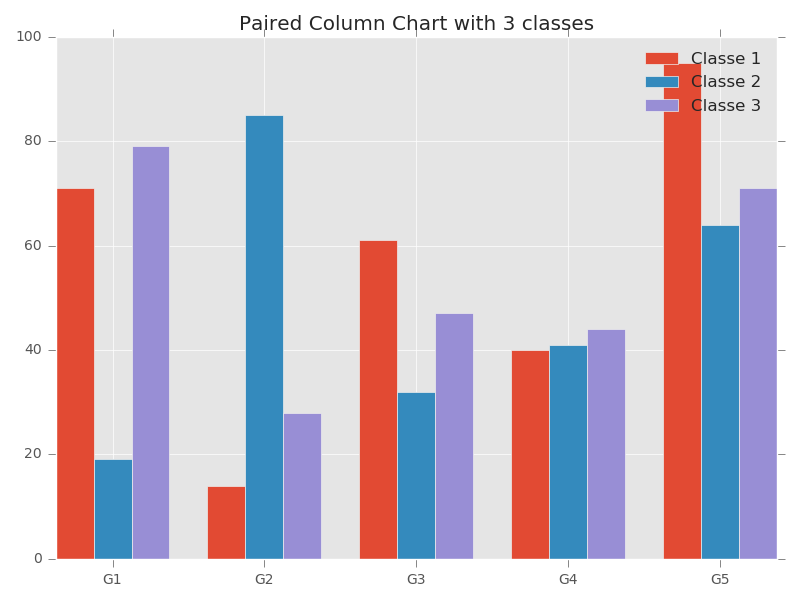 Paired Column Chart with 3 classes
100
80
60
40
20
0
Classe 1
Classe 2
Classe 3
G1 G2 G3 G4 G5